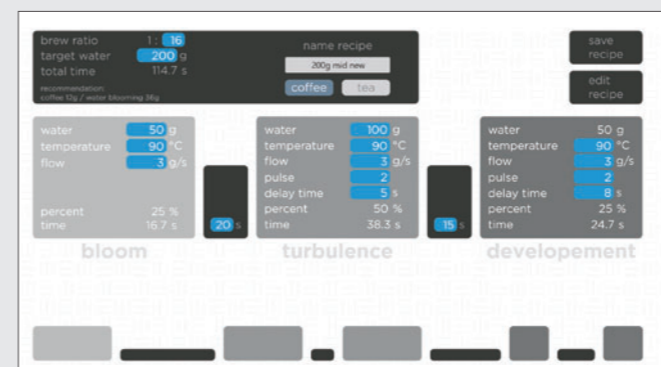 brew ratio 1 : 16
target water 200 g
total time 114.7 s
recommendation:
coffee 12g / water blooming 36g
name recipe
200g mid new
coffee tea
save
recipe
edit
recipe
water 50 g
temperature 90 °C
flow 3 g/s
percent 25 %
time 16.7 s
bloom
20 s
water 100 g
temperature 90 °C
flow 3 g/s
pulse 2
delay time 5 s
percent 50 %
time 38.3 s
turbulence
15 s
water 50 g
temperature 90 °C
flow 3 g/s
pulse 2
delay time 8 s
percent 25 %
time 24.7 s
developement